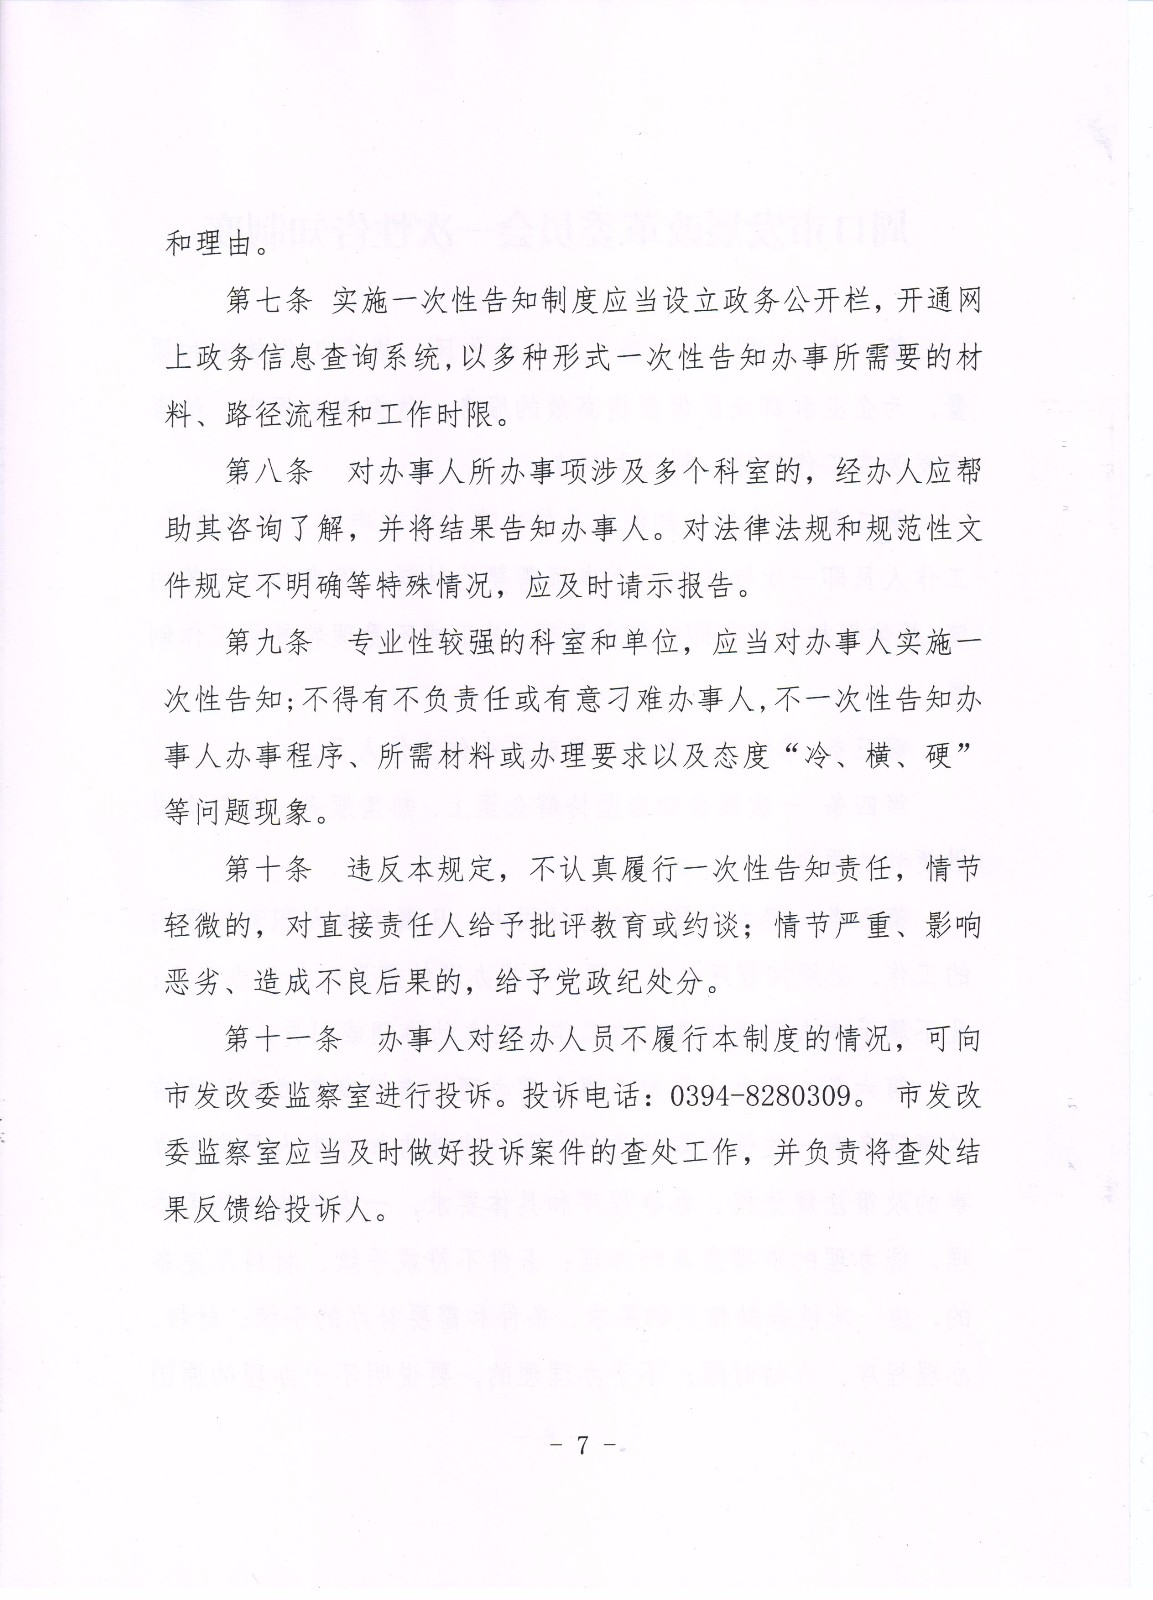 和理由。
第七条 实施一次性告知制度应当设立政务公开栏，开通网
上政务信息查询系统,以多种形式一次性告知办事所需要的材
料、路径流程和工作时限。
第八条　对办事人所办事项涉及多个科室的，经办人应帮
助其咨询了解，并将结果告知办事人。对法律法规和规范性文
件规定不明确等特殊情况，应及时请示报告。
第九条　专业性较强的科室和单位，应当对办事人实施一
次性告知;不得有不负责任或有意刁难办事人,不一次性告知办
事人办事程序、所需材料或办理要求以及态度“冷、横、硬”
等问题现象。
第十条　违反本规定，不认真履行一次性告知责任，情节
轻微的，对直接责任人给予批评教育或约谈；情节严重、影响
恶劣、造成不良后果的，给予党政纪处分。
第十一条　办事人对经办人员不履行本制度的情况，可向
市发改委监察室进行投诉。投诉电话：0394-8280309。 市发改
委监察室应当及时做好投诉案件的查处工作，并负责将查处结
果反馈给投诉人。
- 7 -